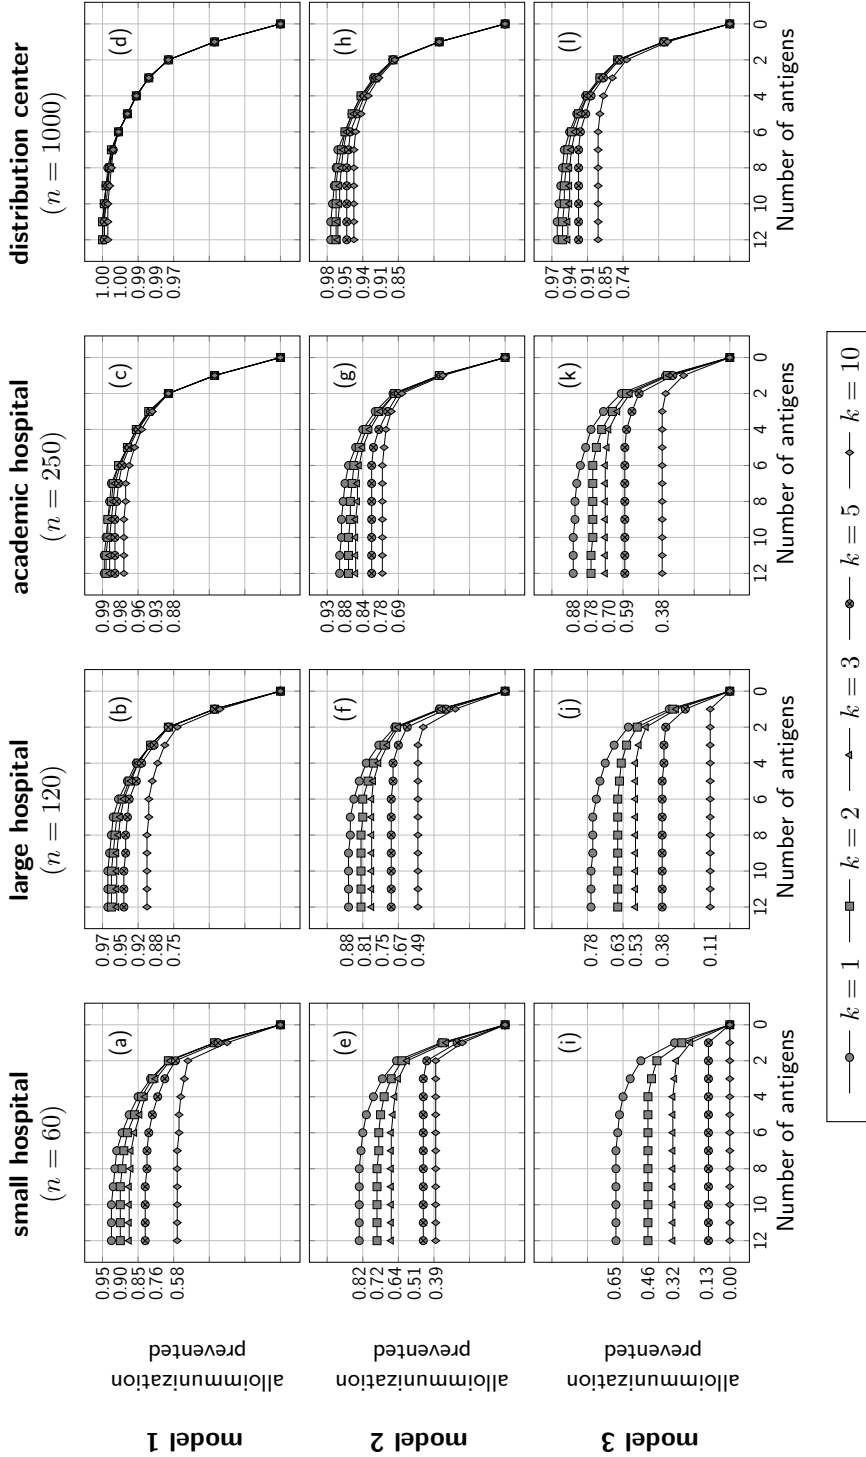 small hospital
(n = 60)
large hospital
(n = 120)
academic hospital
(n = 250)
distribution center
(n = 1000)
model 1
alloimmunization
prevented
0.95
0.90
0.85
0.76
0.58
(a)
0.97
0.95
0.92
0.88
0.75
(b)
0.99
0.98
0.96
0.93
0.88
(c)
1.00
1.00
0.99
0.99
0.97
(d)
model 2
alloimmunization
prevented
0.82
0.72
0.64
0.51
0.39
(e)
0.88
0.81
0.75
0.67
0.49
(f)
0.93
0.88
0.84
0.78
0.69
(g)
0.98
0.95
0.94
0.91
0.85
(h)
model 3
alloimmunization
prevented
0.65
0.46
0.32
0.13
0.00
(i)
0.78
0.63
0.53
0.38
0.11
(j)
0.88
0.78
0.70
0.59
0.38
(k)
0.97
0.94
0.91
0.85
0.74
(l)
12 10 8 6 4 2 0
Number of antigens
12 10 8 6 4 2 0
Number of antigens
12 10 8 6 4 2 0
Number of antigens
12 10 8 6 4 2 0
Number of antigens
k = 1 k = 2 k = 3 k = 5 k = 10